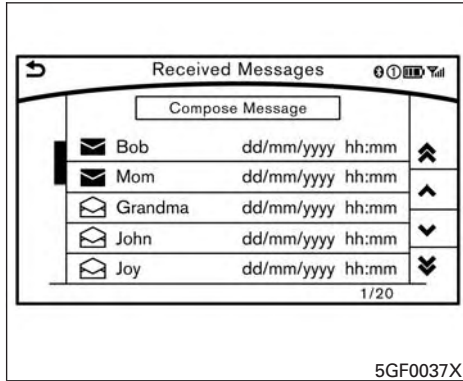 Received Messages ①
Compose Message
Bob dd/mm/yyyy hh:mm
Mom dd/mm/yyyy hh:mm
Grandma dd/mm/yyyy hh:mm
John dd/mm/yyyy hh:mm
Joy dd/mm/yyyy hh:mm
1/20
5GF0037X